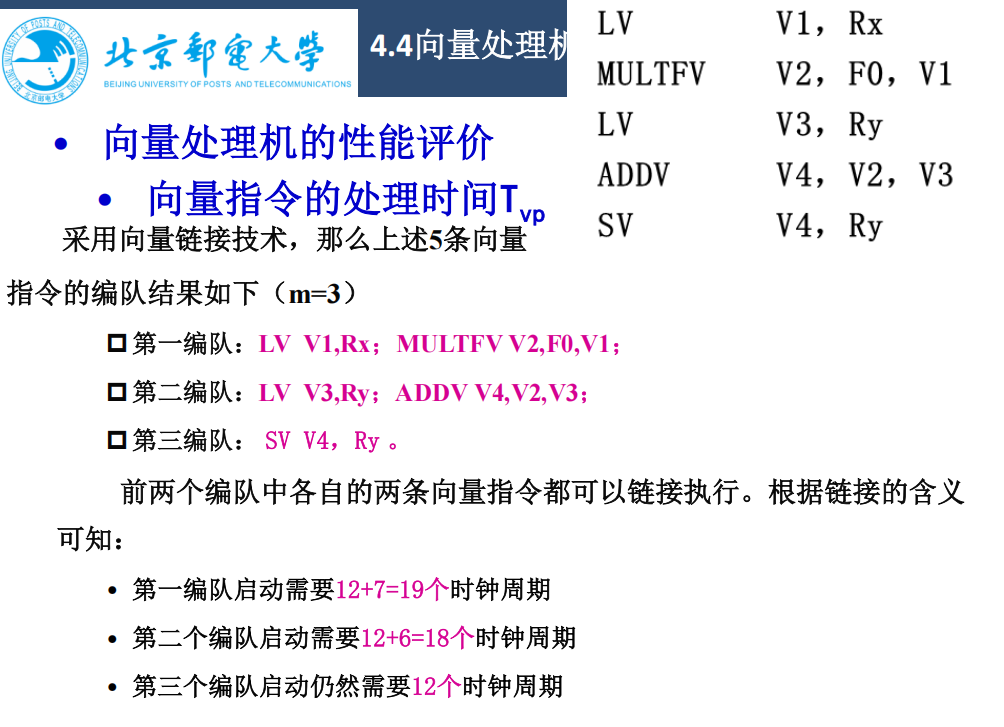 北京郵電大學
BEIJING UNIVERSITY OF POSTS AND TELECOMMUNICATIONS
4.4向量处理机
LV V1, Rx
MULTFV V2, F0, V1
LV V3, Ry
ADDV V4, V2, V3
SV V4, Ry
• 向量处理机的性能评价
• 向量指令的处理时间Tvp
采用向量链接技术，那么上述5条向量
指令的编队结果如下（m=3）
第一编队：LV V1,Rx；MULTFV V2,F0,V1；
第二编队：LV V3,Ry；ADDV V4,V2,V3；
第三编队： SV V4，Ry 。
前两个编队中各自的两条向量指令都可以链接执行。根据链接的含义
可知：
• 第一编队启动需要12+7=19个时钟周期
• 第二个编队启动需要12+6=18个时钟周期
• 第三个编队启动仍然需要12个时钟周期